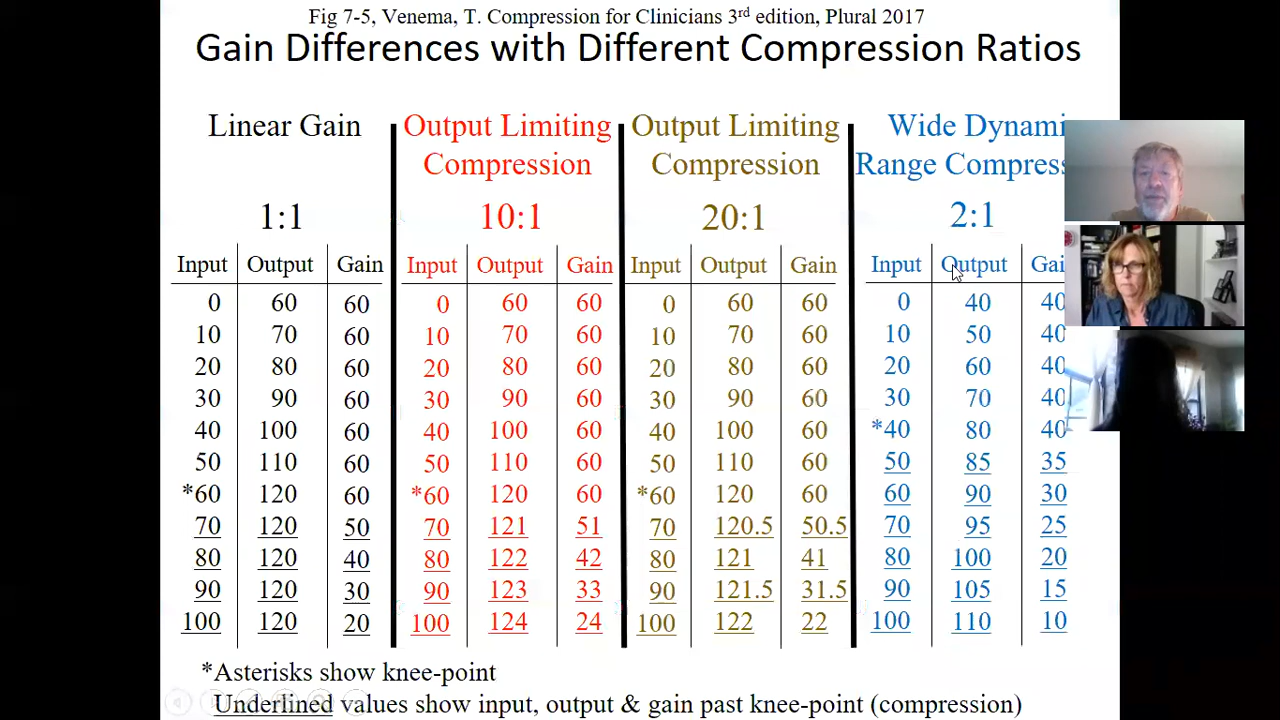 Fig 7-5, Venema, T. Compression for Clinicians 3rd edition, Plural 2017
Gain Differences with Different Compression Ratios
Linear Gain
1:1
Input Output Gain
0 60 60
10 70 60
20 80 60
30 90 60
40 100 60
50 110 60
*60 120 60
70 120 50
80 120 40
90 120 30
100 120 20
Output Limiting
Compression
10:1
Input Output Gain
0 60 60
10 70 60
20 80 60
30 90 60
40 100 60
50 110 60
*60 120 60
70 121 51
80 122 42
90 123 33
100 124 24
Output Limiting
Compression
20:1
Input Output Gain
0 60 60
10 70 60
20 80 60
30 90 60
40 100 60
50 110 60
*60 120 60
70 120.5 50.5
80 121 41
90 121.5 31.5
100 122 22
Wide Dynami
Range Compress
2:1
Input Output Gai
0 40 40
10 50 40
20 60 40
30 70 40
*40 80 40
50 85 35
60 90 30
70 95 25
80 100 20
90 105 15
100 110 10
*Asterisks show knee-point
Underlined values show input, output & gain past knee-point (compression)